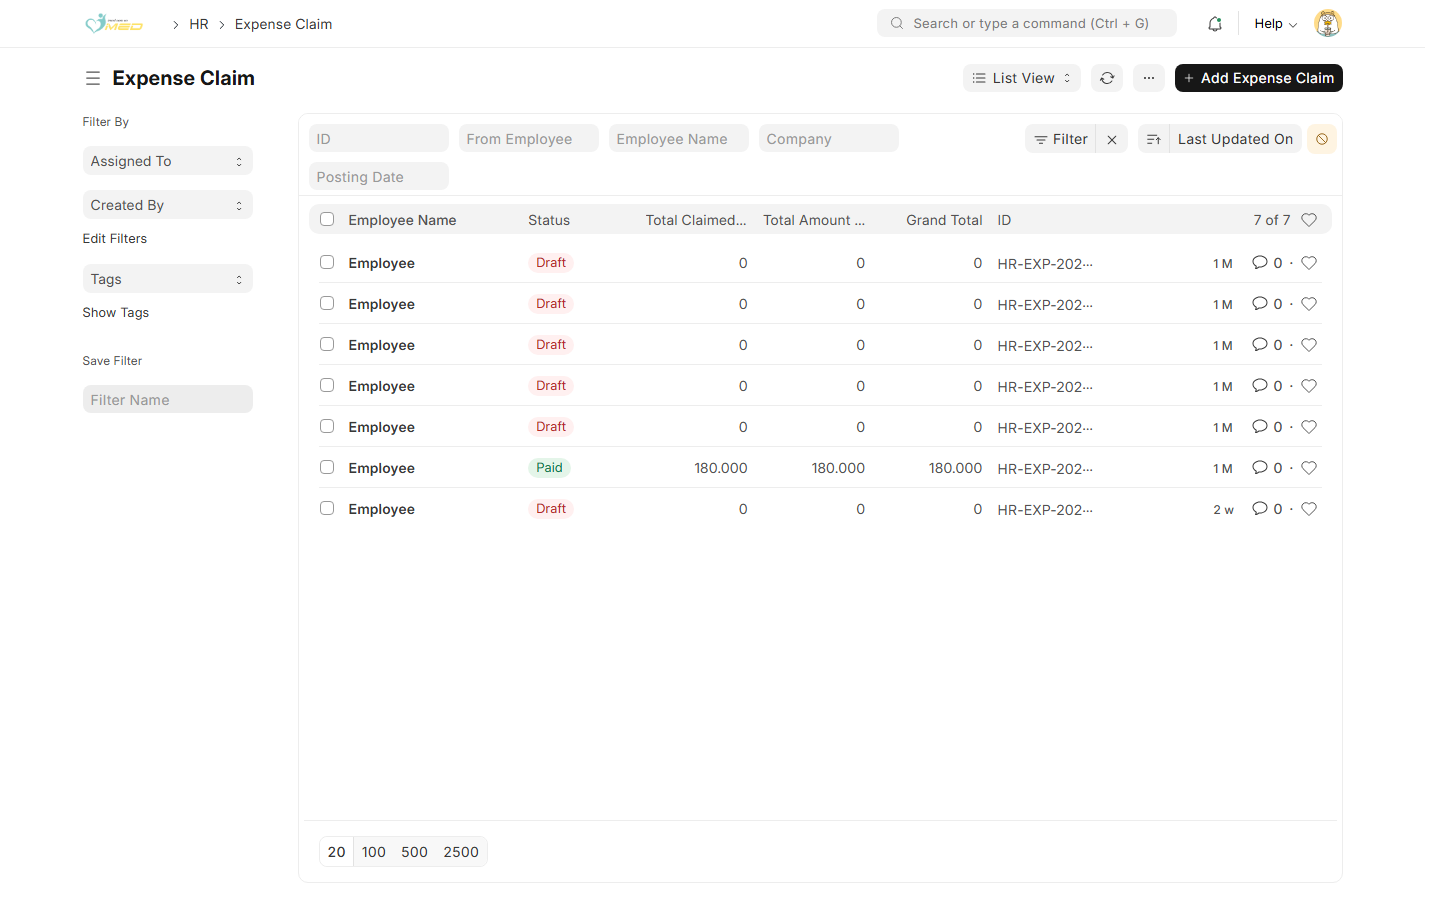 MED
HR
Expense Claim
Search or type a command (Ctrl + G)
Help
Expense Claim
List View
Add Expense Claim
Filter By
Assigned To
Created By
Edit Filters
Tags
Show Tags
Save Filter
Filter Name
ID
From Employee
Employee Name
Company
Filter
Last Updated On
Posting Date
Employee Name Status Total Claimed... Total Amount ... Grand Total ID 7 of 7
Employee Draft 0 0 0 HR-EXP-202... 1 M 0 ·
Employee Draft 0 0 0 HR-EXP-202... 1 M 0 ·
Employee Draft 0 0 0 HR-EXP-202... 1 M 0 ·
Employee Draft 0 0 0 HR-EXP-202... 1 M 0 ·
Employee Draft 0 0 0 HR-EXP-202... 1 M 0 ·
Employee Paid 180.000 180.000 180.000 HR-EXP-202... 1 M 0 ·
Employee Draft 0 0 0 HR-EXP-202... 2 w 0 ·
20 100 500 2500